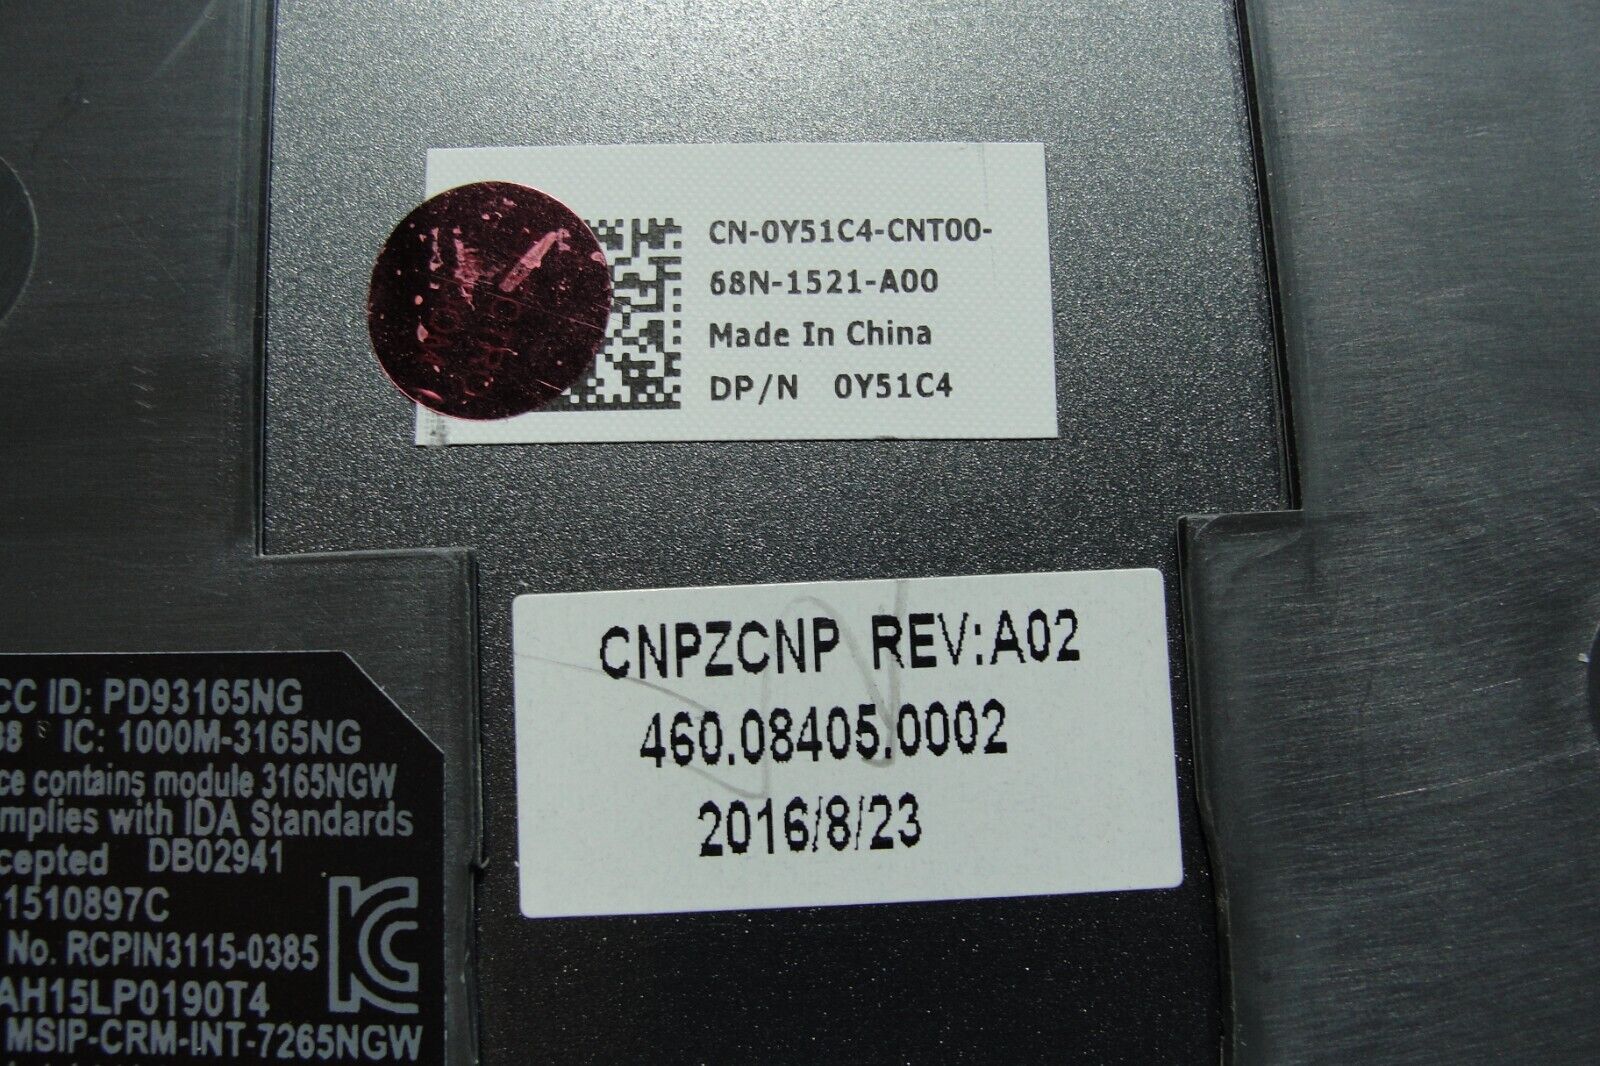 CN-0Y51C4-CNT00-
68N-1521-A00
Made In China
DP/N 0Y51C4
CNPZCNP REV:A02
460.08405.0002
2016/8/23
CC ID: PD93165NG
38 IC: 1000M-3165NG
ce contains module 3165NGW
mplies with IDA Standards
cepted DB02941
-1510897C
No. RCPIN3115-0385
AH15LP0190T4
MSIP-CRM-INT-7265NGW